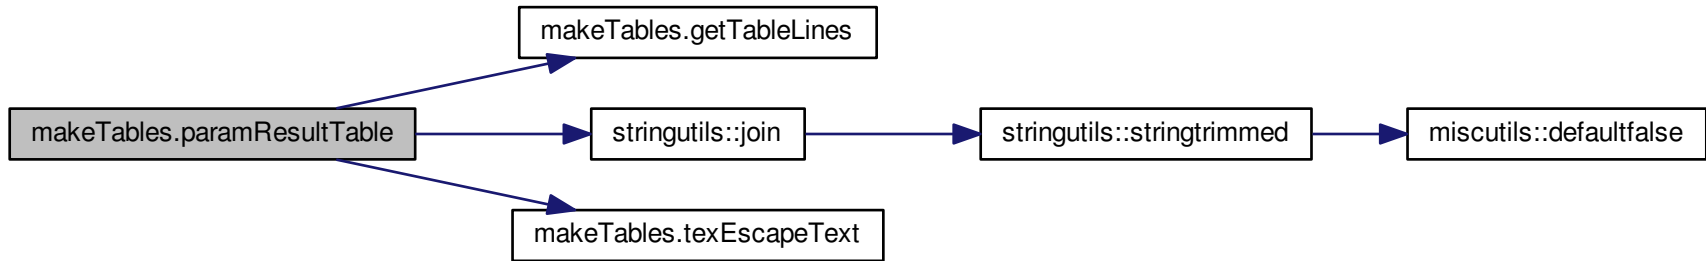 makeTables.getTableLines
makeTables.paramResultTable
stringutils::join
stringutils::stringtrimmed
miscutils::defaultfalse
makeTables.texEscapeText